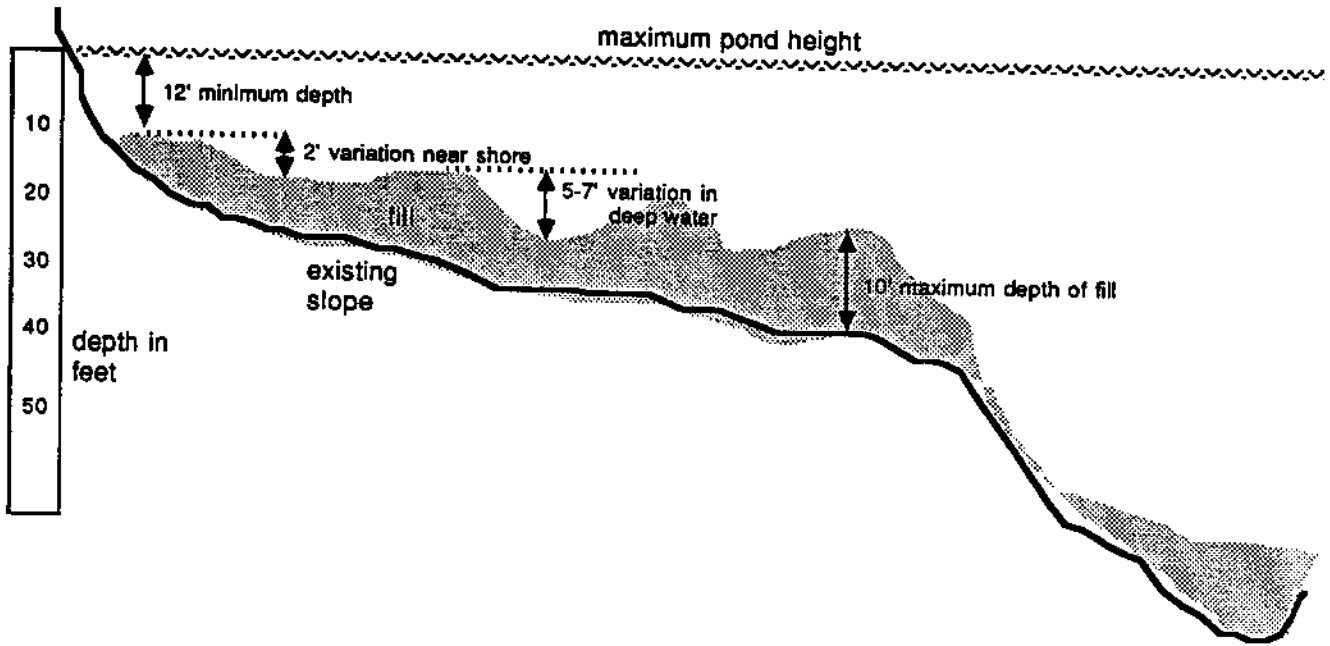 maximum pond height
12' minimum depth
10
2' variation near shore
20
5-7' variation in
deep water
fill
30
existing
slope
10' maximum depth of fill
40
depth in
feet
50